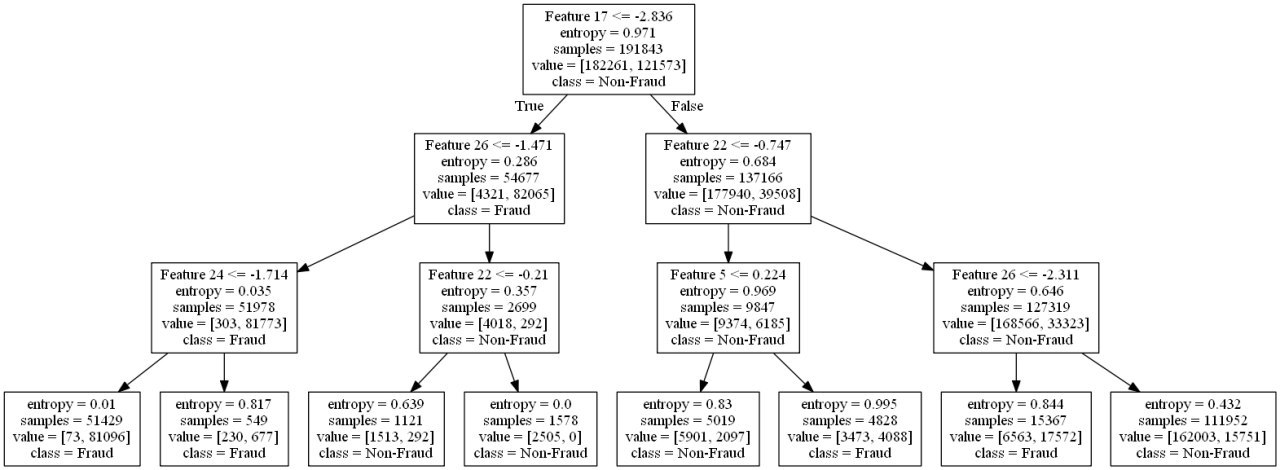 Feature 17 <= -2.836
entropy = 0.971
samples = 191843
value = [182261, 121573]
class = Non-Fraud
True
False
Feature 26 <= -1.471
entropy = 0.286
samples = 54677
value = [4321, 82065]
class = Fraud
Feature 22 <= -0.747
entropy = 0.684
samples = 137166
value = [177940, 39508]
class = Non-Fraud
Feature 24 <= -1.714
entropy = 0.035
samples = 51978
value = [303, 81773]
class = Fraud
Feature 22 <= -0.21
entropy = 0.357
samples = 2699
value = [4018, 292]
class = Non-Fraud
Feature 5 <= 0.224
entropy = 0.969
samples = 9847
value = [9374, 6185]
class = Non-Fraud
Feature 26 <= -2.311
entropy = 0.646
samples = 127319
value = [168566, 33323]
class = Non-Fraud
entropy = 0.01
samples = 51429
value = [73, 81096]
class = Fraud
entropy = 0.817
samples = 549
value = [230, 677]
class = Fraud
entropy = 0.639
samples = 1121
value = [1513, 292]
class = Non-Fraud
entropy = 0.0
samples = 1578
value = [2505, 0]
class = Non-Fraud
entropy = 0.83
samples = 5019
value = [5901, 2097]
class = Non-Fraud
entropy = 0.995
samples = 4828
value = [3473, 4088]
class = Fraud
entropy = 0.844
samples = 15367
value = [6563, 17572]
class = Fraud
entropy = 0.432
samples = 111952
value = [162003, 15751]
class = Non-Fraud